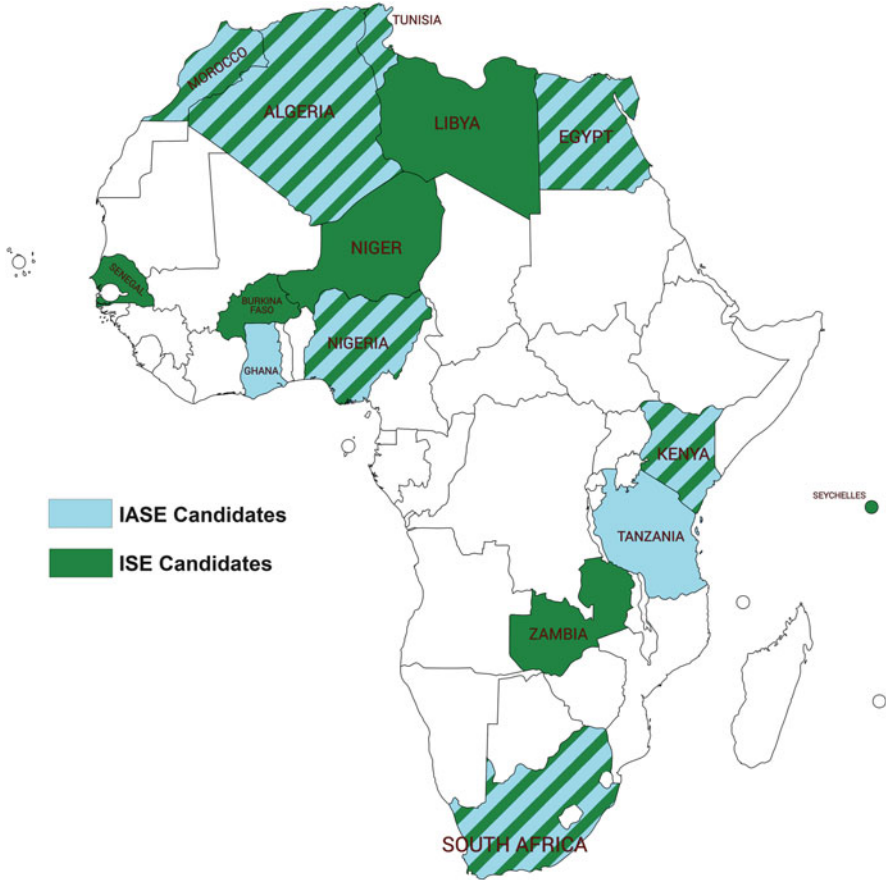 TUNISIA
MOROCCO
ALGERIA
LIBYA
EGYPT
NIGER
SENEGAL
BURKINA
FASO
NIGERIA
GHANA
KENYA
SEYCHELLES
IASE Candidates
TANZANIA
ISE Candidates
ZAMBIA
SOUTH AFRICA